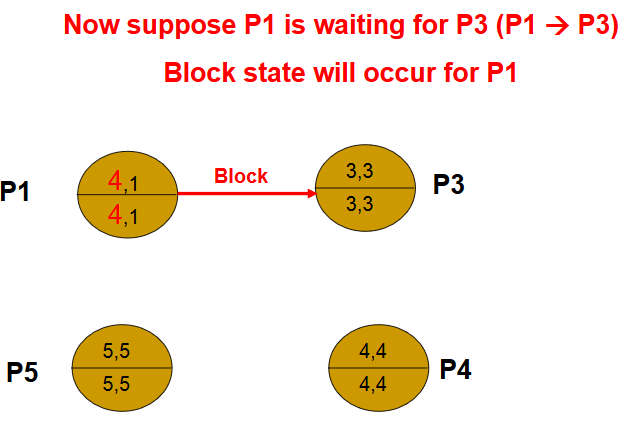 Now suppose P1 is waiting for P3 (P1 → P3)
Block state will occur for P1
P1
4,1
4,1
Block
3,3
3,3
P3
P5
5,5
5,5
4,4
4,4
P4